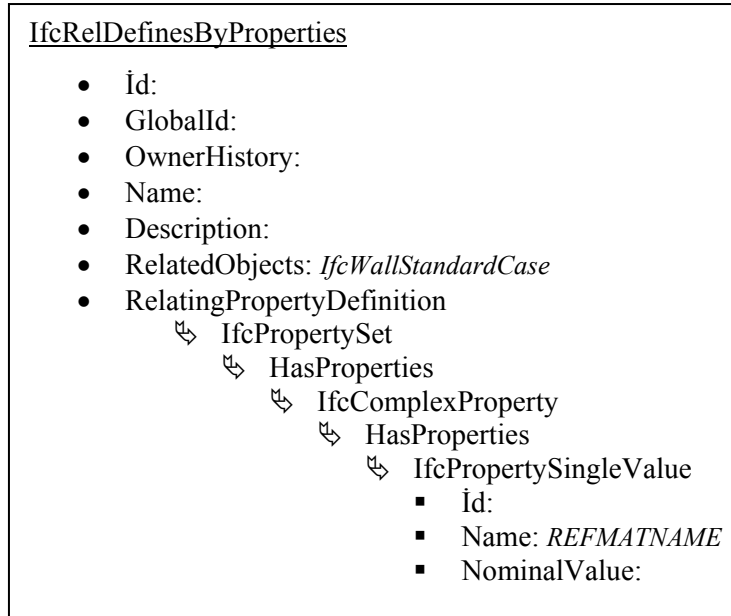 IfcRelDefinesByProperties
• İd:
• GlobalId:
• OwnerHistory:
• Name:
• Description:
• RelatedObjects: IfcWallStandardCase
• RelatingPropertyDefinition
↳ IfcPropertySet
↳ HasProperties
↳ IfcComplexProperty
↳ HasProperties
↳ IfcPropertySingleValue
▪ İd:
▪ Name: REFMATNAME
▪ NominalValue: